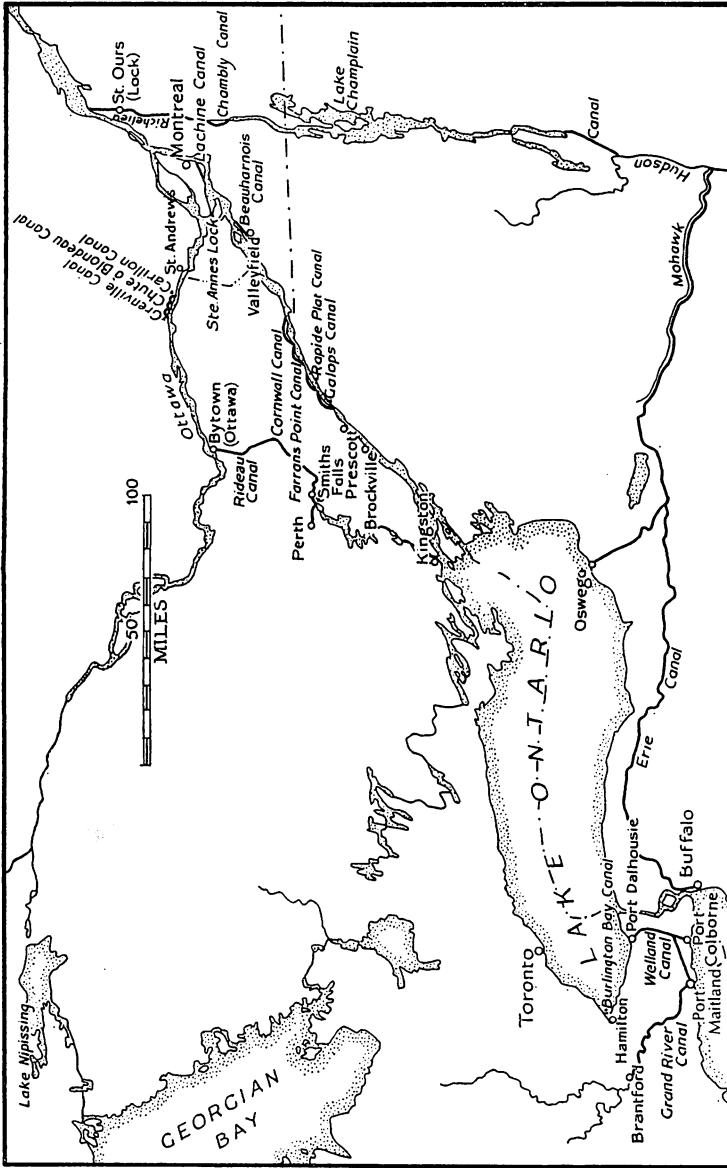 Lake Nipissing
GEORGIAN
BAY
50
100
MILES
Ottawa
Grenville Canal
Chute à Blondeau Canal
Carillon Canal
St. Andrews
Ste. Annes Lock
St. Ours
(Lock)
Richelieu
Montreal
Lachine Canal
Chambly Canal
Beauharnois
Canal
Valleyfield
Lake
Champlain
Bytown
(Ottawa)
Rideau
Canal
Cornwall Canal
Farrans Point Canal
Rapide Plat Canal
Galops Canal
Perth
Smiths
Falls
Prescott
Brockville
Kingston
Canal
Hudson
Mohawk
Toronto
LAKE ONTARIO
Oswego
Erie
Canal
Burlington Bay Canal
Hamilton
Port Dalhousie
Welland
Canal
Buffalo
Brantford
Grand River
Canal
Port
Maitland
Port
Colborne